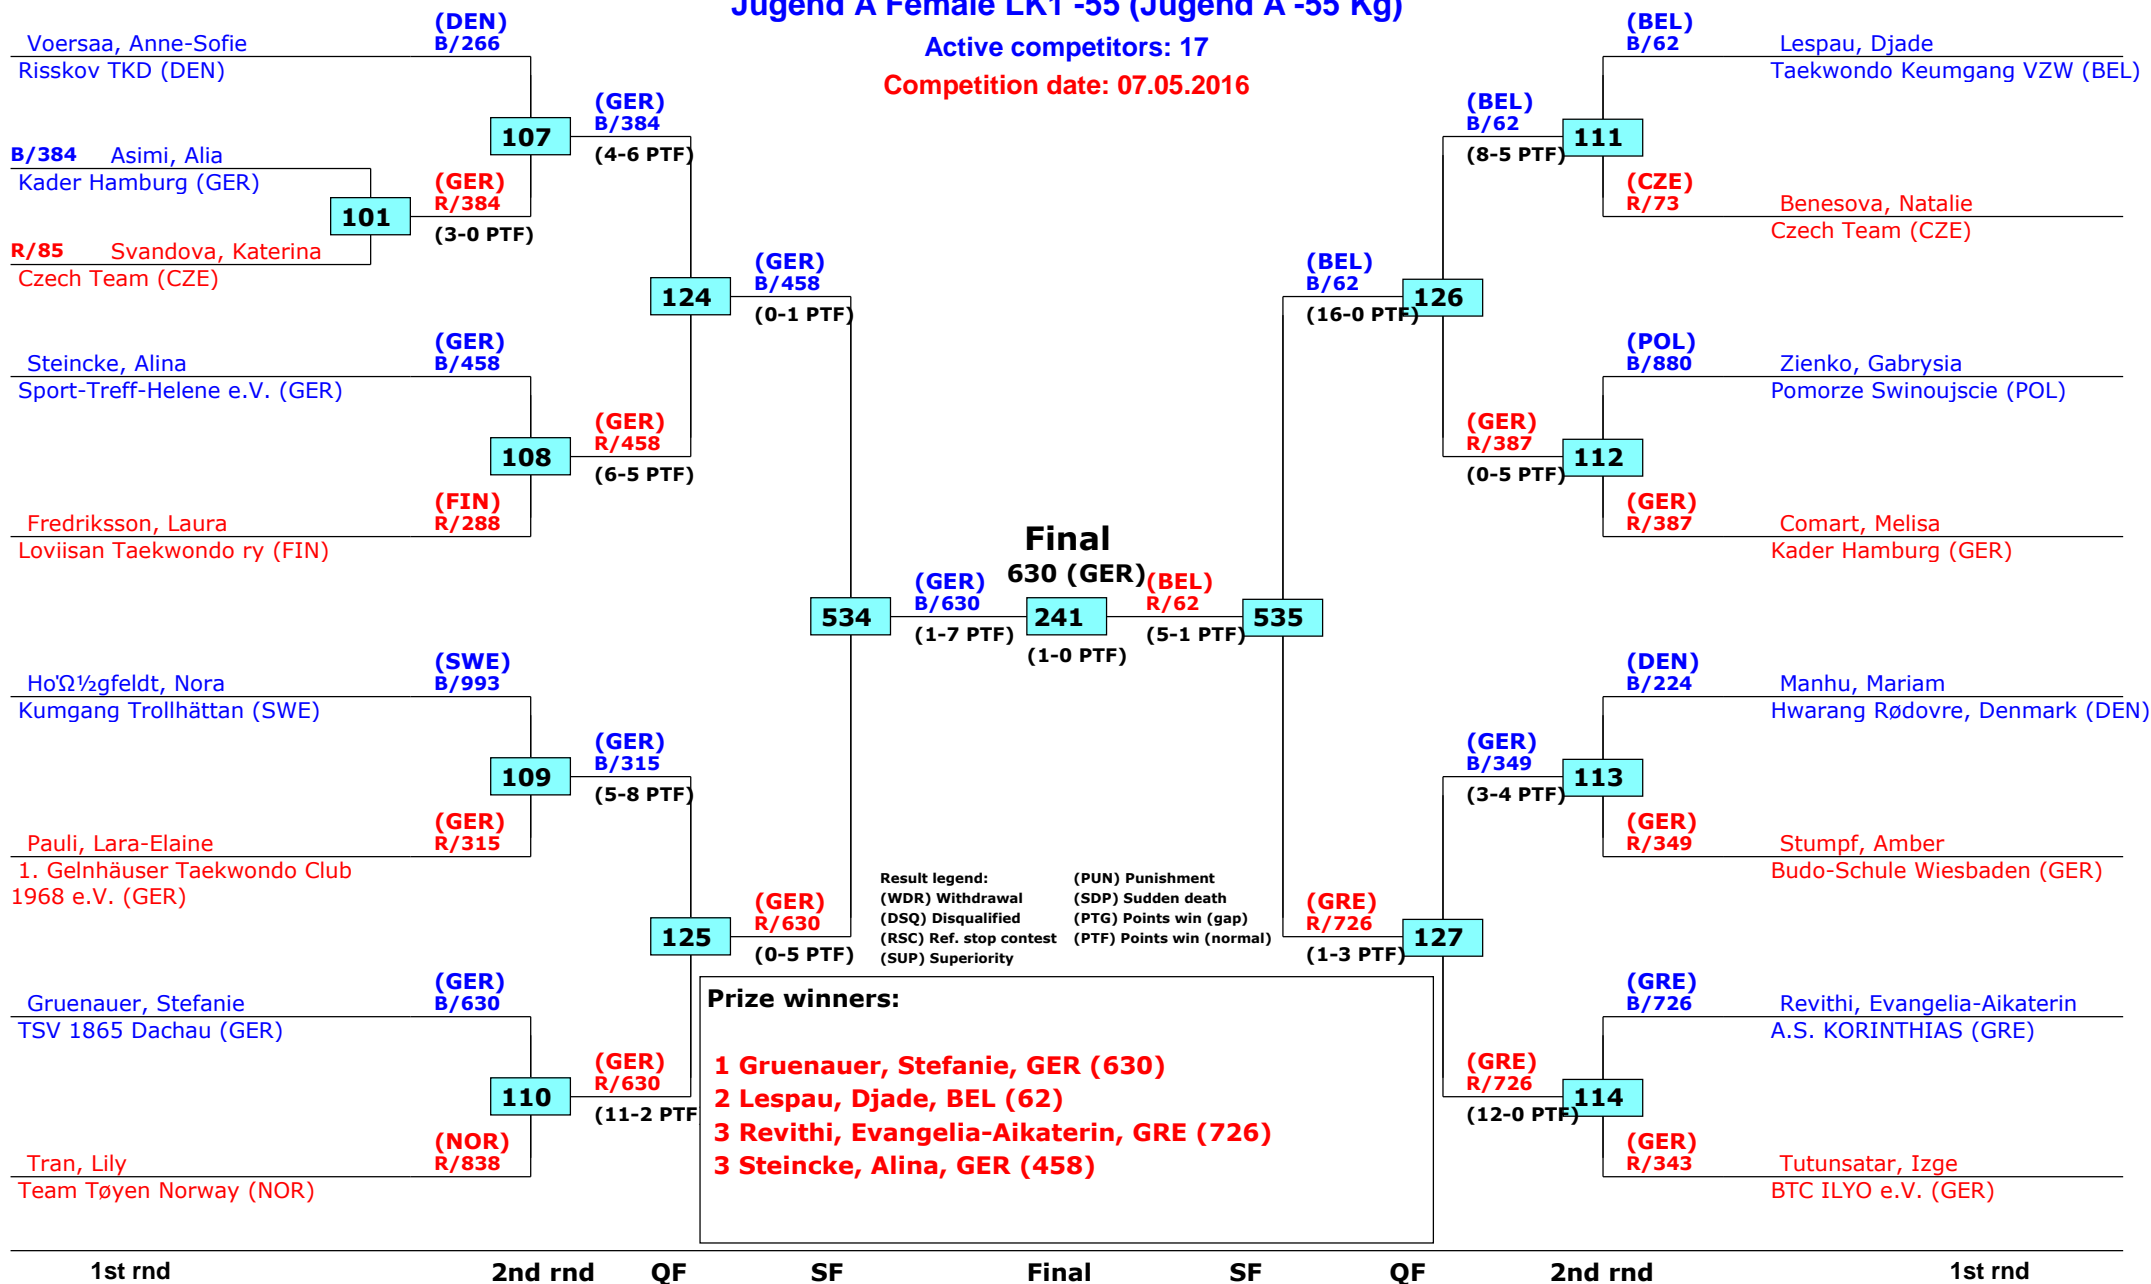 Jugend A Female LK1 -55 (Jugend A -55 Kg)
Active competitors: 17
Competition date: 07.05.2016
Voersaa, Anne-Sofie
Risskov TKD (DEN)
(DEN)
B/266
B/384 Asimi, Alia
Kader Hamburg (GER)
R/85 Svandova, Katerina
Czech Team (CZE)
101
(GER)
R/384
(3-0 PTF)
107
(GER)
B/384
(4-6 PTF)
Steincke, Alina
Sport-Treff-Helene e.V. (GER)
(GER)
B/458
Fredriksson, Laura
Loviisan Taekwondo ry (FIN)
(FIN)
R/288
108
(GER)
R/458
(6-5 PTF)
124
(GER)
B/458
(0-1 PTF)
Ho'Ω½gfeldt, Nora
Kumgang Trollhättan (SWE)
(SWE)
B/993
Pauli, Lara-Elaine
1. Gelnhäuser Taekwondo Club
1968 e.V. (GER)
(GER)
R/315
109
(GER)
B/315
(5-8 PTF)
Gruenauer, Stefanie
TSV 1865 Dachau (GER)
(GER)
B/630
Tran, Lily
Team Tøyen Norway (NOR)
(NOR)
R/838
110
(GER)
R/630
(11-2 PTF
125
(GER)
R/630
(0-5 PTF)
534
(GER)
B/630
(1-7 PTF)
Final
630 (GER)
241
(1-0 PTF)
(BEL)
R/62
(5-1 PTF)
535
(BEL)
B/62
(16-0 PTF)
126
(BEL)
B/62
(8-5 PTF)
111
(BEL)
B/62
Lespau, Djade
Taekwondo Keumgang VZW (BEL)
(CZE)
R/73
Benesova, Natalie
Czech Team (CZE)
(GER)
R/387
(0-5 PTF)
112
(POL)
B/880
Zienko, Gabrysia
Pomorze Swinoujscie (POL)
(GER)
R/387
Comart, Melisa
Kader Hamburg (GER)
(GRE)
R/726
(1-3 PTF)
127
(GER)
B/349
(3-4 PTF)
113
(DEN)
B/224
Manhu, Mariam
Hwarang Rødovre, Denmark (DEN)
(GER)
R/349
Stumpf, Amber
Budo-Schule Wiesbaden (GER)
(GRE)
R/726
(12-0 PTF)
114
(GRE)
B/726
Revithi, Evangelia-Aikaterin
A.S. KORINTHIAS (GRE)
(GER)
R/343
Tutunsatar, Izge
BTC ILYO e.V. (GER)
Result legend:
(WDR) Withdrawal
(DSQ) Disqualified
(RSC) Ref. stop contest
(SUP) Superiority
(PUN) Punishment
(SDP) Sudden death
(PTG) Points win (gap)
(PTF) Points win (normal)
Prize winners:
1 Gruenauer, Stefanie, GER (630)
2 Lespau, Djade, BEL (62)
3 Revithi, Evangelia-Aikaterin, GRE (726)
3 Steincke, Alina, GER (458)
1st rnd 2nd rnd QF SF Final SF QF 2nd rnd 1st rnd